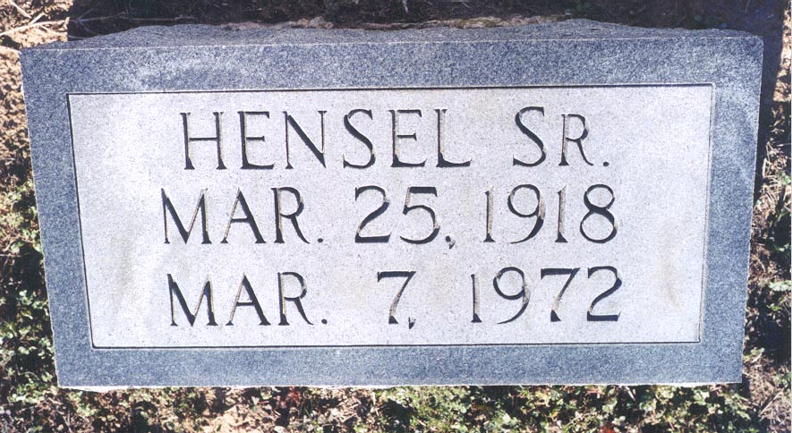 HENSEL SR.
MAR. 25, 1918
MAR. 7, 1972